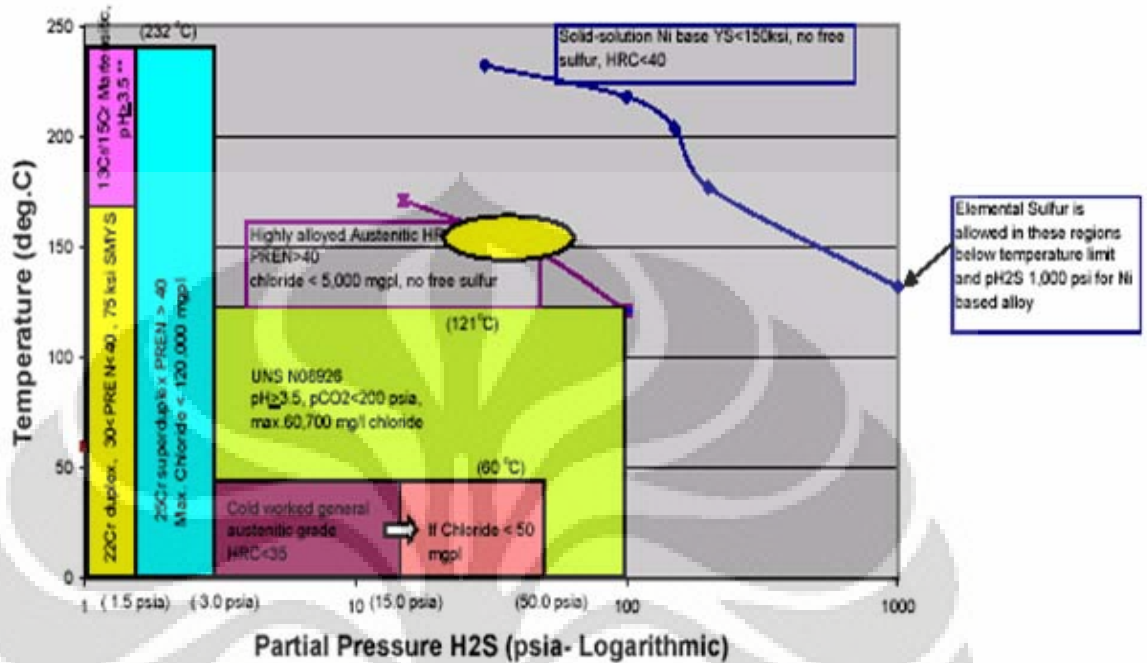 250
200
150
100
50
0
Temperature (deg.C)
(232 °C)
13Cr/15Cr Martensitic,
pH≥3.5 **
22Cr duplex, 30<PREN<40, 75 ksi SMYS
25Cr superduplex PREN > 40
Max. Chloride < 120,000 mgpl
Solid-solution Ni base YS<150ksi, no free
sulfur, HRC<40
Elemental Sulfur is
allowed in these regions
below temperature limit
and pH2S 1,000 psi for Ni
based alloy
Highly alloyed Austenitic
PREN>40
chloride < 5,000 mgpl, no free sulfur
(121°C)
UNS N08926
pH≥3.5, pCO2<200 psia,
max.60,700 mg/l chloride
(60 °C)
Cold worked general
austenitic grade
HRC<35
If Chloride < 50
mgpl
1 (1.5 psia) (3.0 psia) 10 (15.0 psia) (50.0 psia) 100 1000
Partial Pressure H2S (psia- Logarithmic)